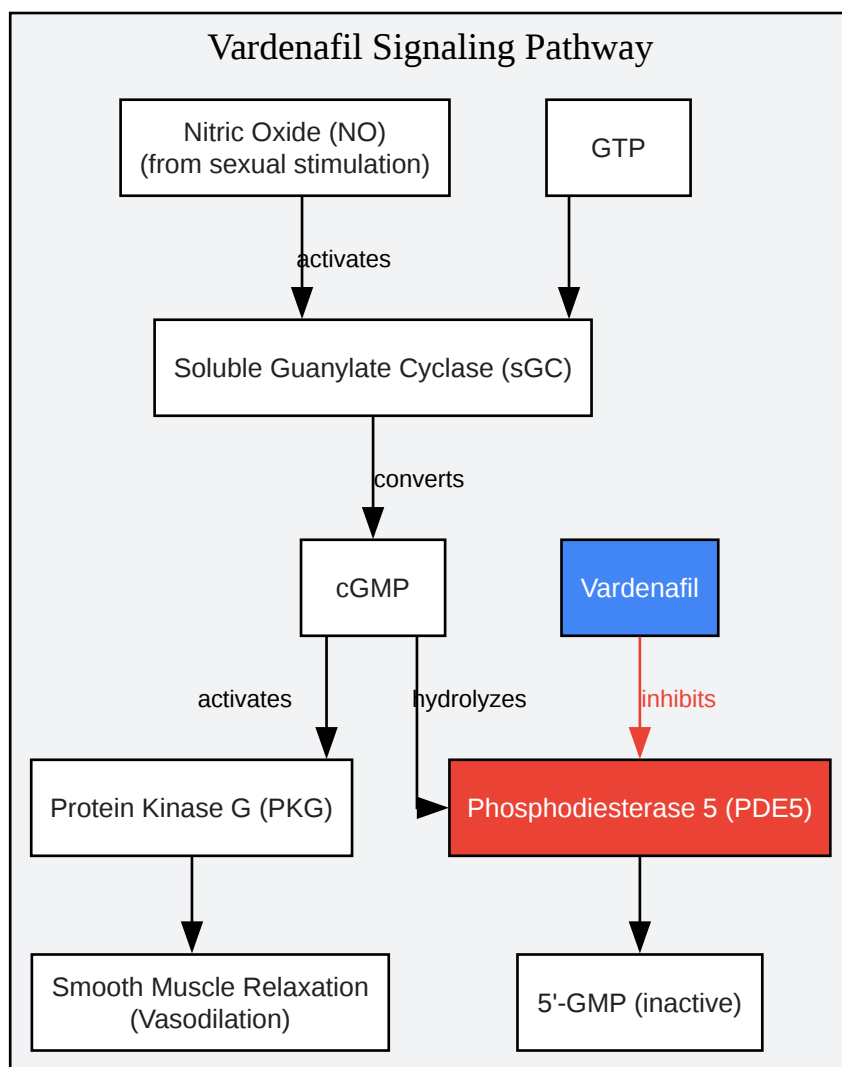 Vardenafil Signaling Pathway
Nitric Oxide (NO)
(from sexual stimulation)
GTP
activates
Soluble Guanylate Cyclase (sGC)
converts
cGMP
Vardenafil
activates
hydrolyzes
inhibits
Protein Kinase G (PKG)
Phosphodiesterase 5 (PDE5)
Smooth Muscle Relaxation
(Vasodilation)
5'-GMP (inactive)